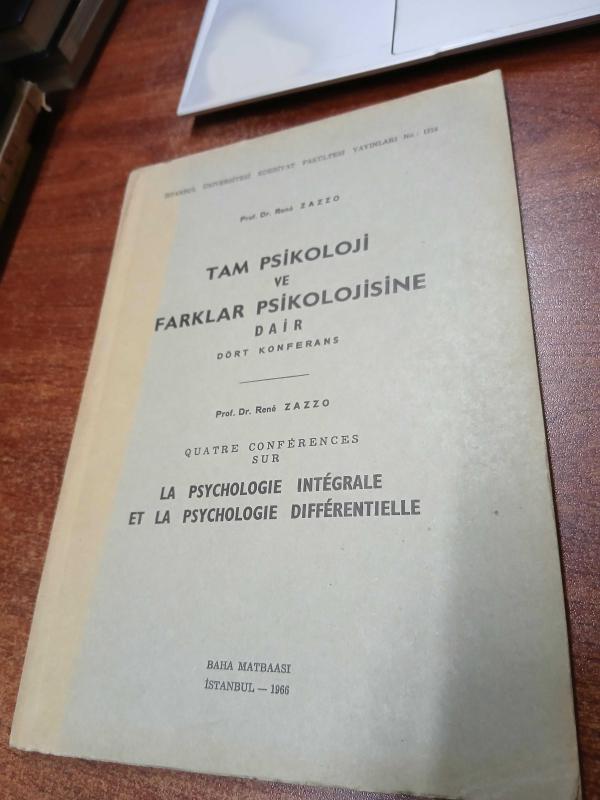 İSTANBUL ÜNİVERSİTESİ EDEBİYAT FAKÜLTESİ YAYINLARI No.:
Prof. Dr. René ZAZZO
TAM PSİKOLOJİ
VE
FARKLAR PSİKOLOJİSİNE
DAİR
DÖRT KONFERANS
Prof. Dr. René ZAZZO
QUATRE CONFÉRENCES
SUR
LA PSYCHOLOGIE INTÉGRALE
ET LA PSYCHOLOGIE DIFFÉRENTIELLE
BAHA MATBAASI
İSTANBUL — 1966